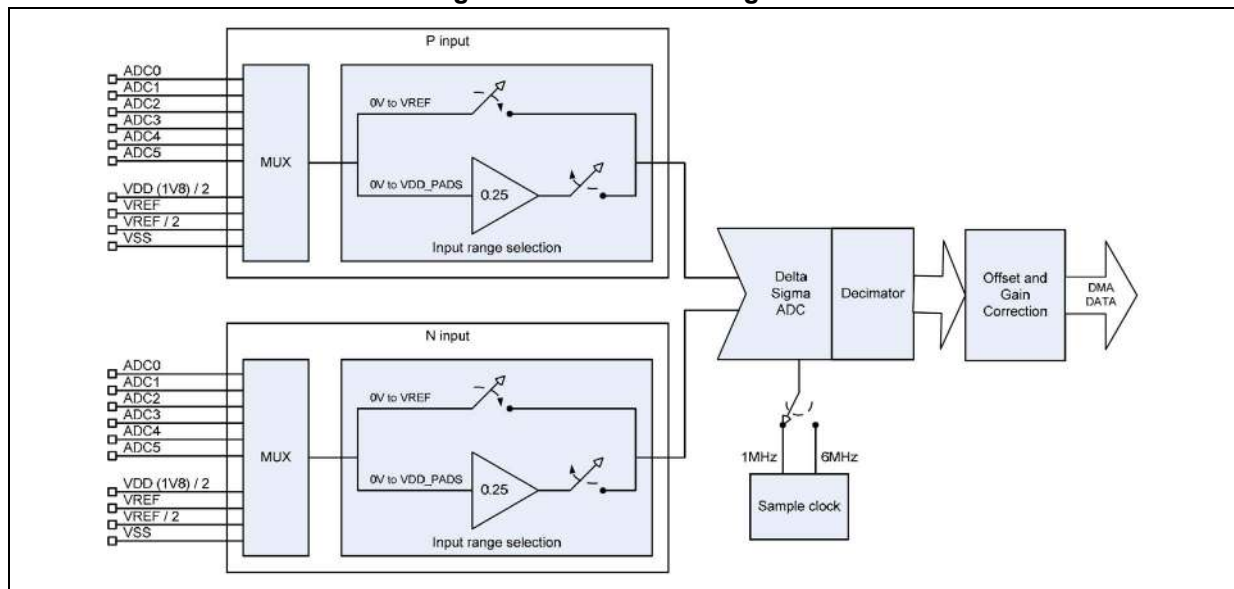 P input
ADC0
ADC1
ADC2
ADC3
ADC4
ADC5
VDD (1V8) / 2
VREF
VREF / 2
VSS
MUX
0V to VREF
0V to VDD_PADS
0.25
Input range selection
N input
ADC0
ADC1
ADC2
ADC3
ADC4
ADC5
VDD (1V8) / 2
VREF
VREF / 2
VSS
MUX
0V to VREF
0V to VDD_PADS
0.25
Input range selection
Delta
Sigma
ADC
Decimator
Offset and
Gain
Correction
DMA
DATA
1MHz
6MHz
Sample clock